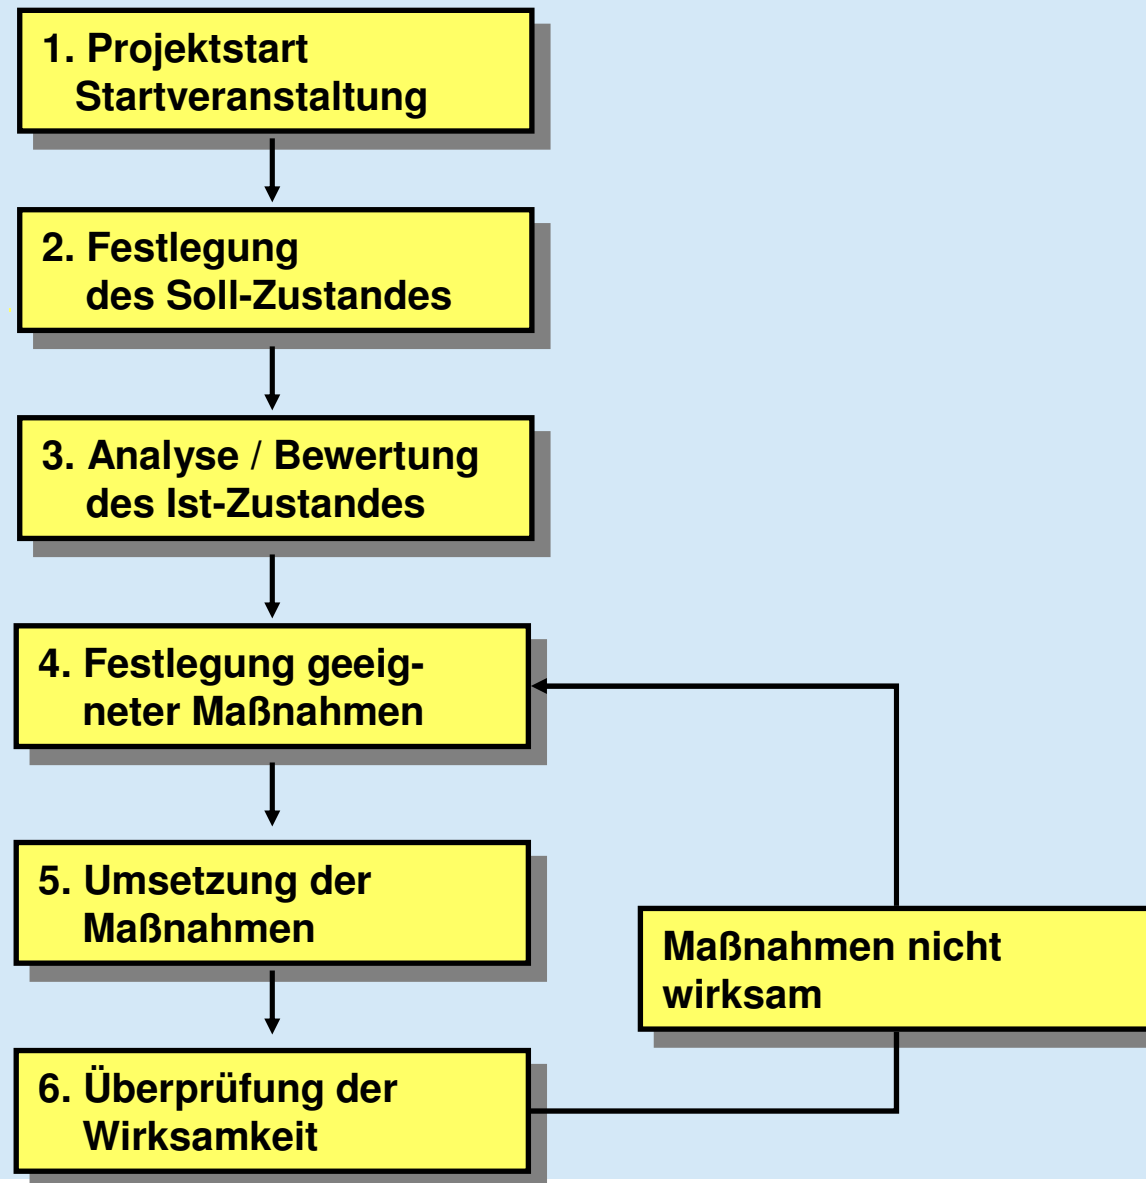 1. Projektstart
Startveranstaltung
2. Festlegung
des Soll-Zustandes
3. Analyse / Bewertung
des Ist-Zustandes
4. Festlegung geeig-
neter Maßnahmen
5. Umsetzung der
Maßnahmen
Maßnahmen nicht
wirksam
6. Überprüfung der
Wirksamkeit